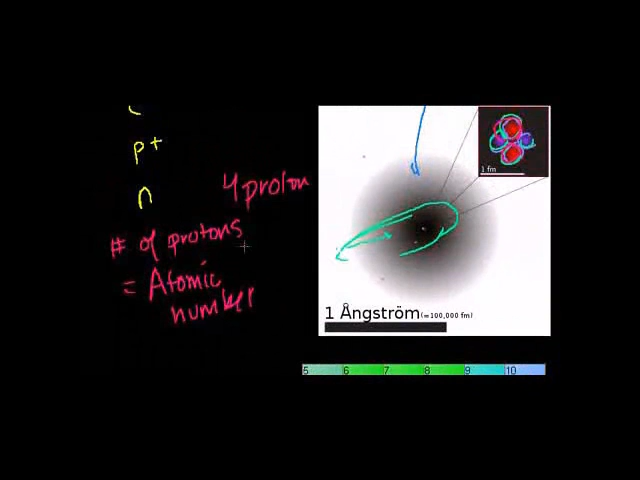 p+
n
4 proton
# of protons
= Atomic
number
1 fm
1 Ångström (=100,000 fm)
5 6 7 8 9 10